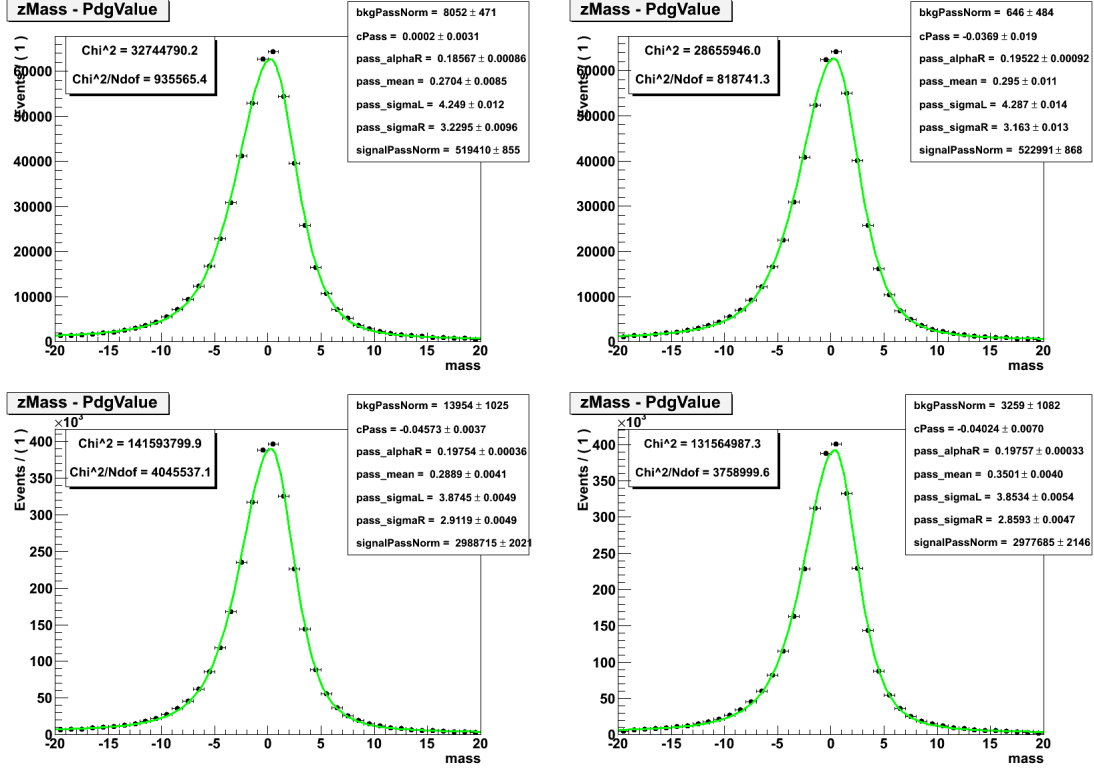 zMass - PdgValue
Chi^2 = 32744790.2
Chi^2/Ndof = 935565.4
bkgPassNorm = 8052 ± 471
cPass = 0.0002 ± 0.0031
pass_alphaR = 0.18567 ± 0.00086
pass_mean = 0.2704 ± 0.0085
pass_sigmaL = 4.249 ± 0.012
pass_sigmaR = 3.2295 ± 0.0096
signalPassNorm = 519410 ± 855
Events / ( 1 )
60000
50000
40000
30000
20000
10000
0
-20 -15 -10 -5 0 5 10 15 20
mass
zMass - PdgValue
Chi^2 = 28655946.0
Chi^2/Ndof = 818741.3
bkgPassNorm = 646 ± 484
cPass = -0.0369 ± 0.019
pass_alphaR = 0.19522 ± 0.00092
pass_mean = 0.295 ± 0.011
pass_sigmaL = 4.287 ± 0.014
pass_sigmaR = 3.163 ± 0.013
signalPassNorm = 522991 ± 868
Events / ( 1 )
60000
50000
40000
30000
20000
10000
0
-20 -15 -10 -5 0 5 10 15 20
mass
zMass - PdgValue
×10³
Chi^2 = 141593799.9
Chi^2/Ndof = 4045537.1
bkgPassNorm = 13954 ± 1025
cPass = -0.04573 ± 0.0037
pass_alphaR = 0.19754 ± 0.00036
pass_mean = 0.2889 ± 0.0041
pass_sigmaL = 3.8745 ± 0.0049
pass_sigmaR = 2.9119 ± 0.0049
signalPassNorm = 2988715 ± 2021
Events / ( 1 )
400
350
300
250
200
150
100
50
0
-20 -15 -10 -5 0 5 10 15 20
mass
zMass - PdgValue
×10³
Chi^2 = 131564987.3
Chi^2/Ndof = 3758999.6
bkgPassNorm = 3259 ± 1082
cPass = -0.04024 ± 0.0070
pass_alphaR = 0.19757 ± 0.00033
pass_mean = 0.3501 ± 0.0040
pass_sigmaL = 3.8534 ± 0.0054
pass_sigmaR = 2.8593 ± 0.0047
signalPassNorm = 2977685 ± 2146
Events / ( 1 )
400
350
300
250
200
150
100
50
0
-20 -15 -10 -5 0 5 10 15 20
mass